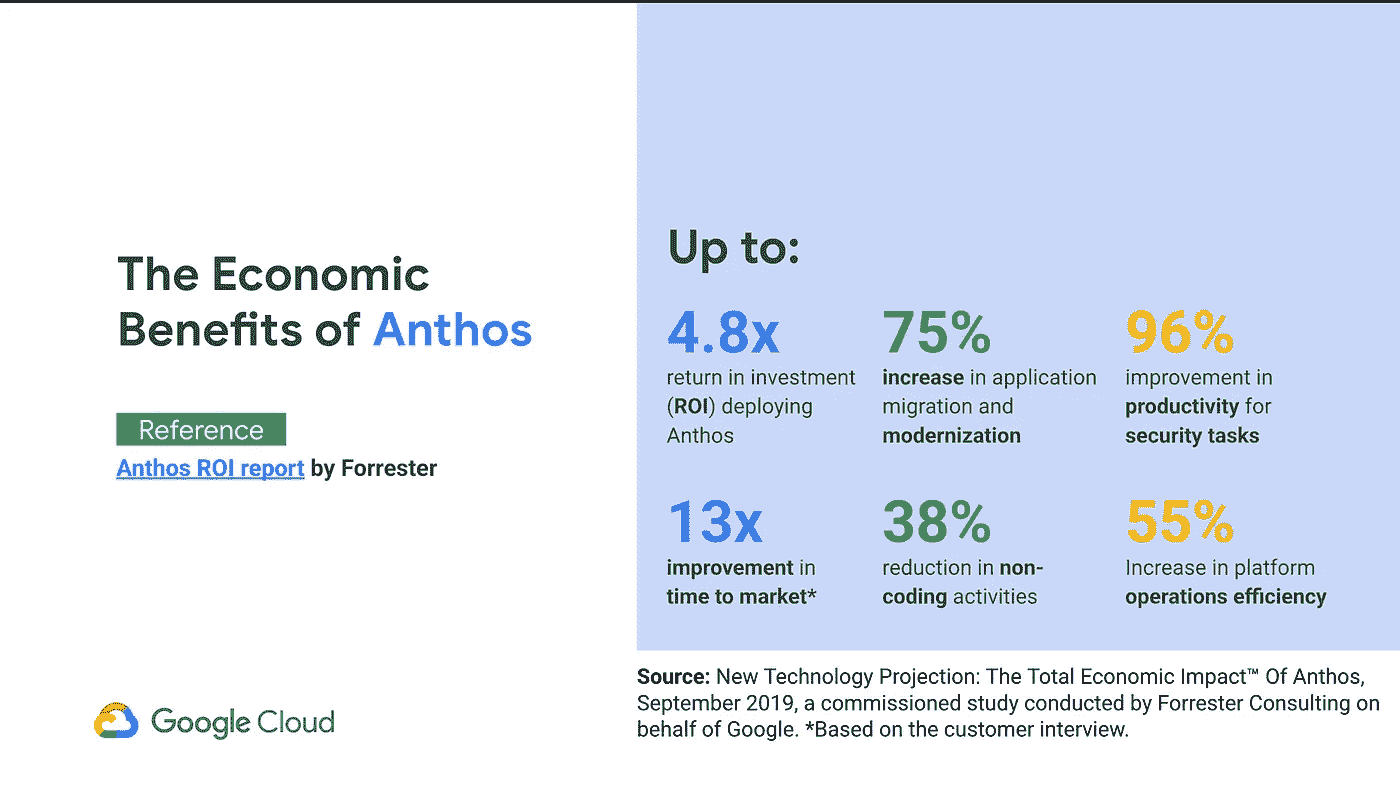 The Economic
Benefits of Anthos
Reference
Anthos ROI report by Forrester
Google Cloud
Up to:
4.8x
return in investment
(ROI) deploying
Anthos
75%
increase in application
migration and
modernization
96%
improvement in
productivity for
security tasks
13x
improvement in
time to market*
38%
reduction in non-
coding activities
55%
Increase in platform
operations efficiency
Source: New Technology Projection: The Total Economic Impact™ Of Anthos,
September 2019, a commissioned study conducted by Forrester Consulting on
behalf of Google. *Based on the customer interview.